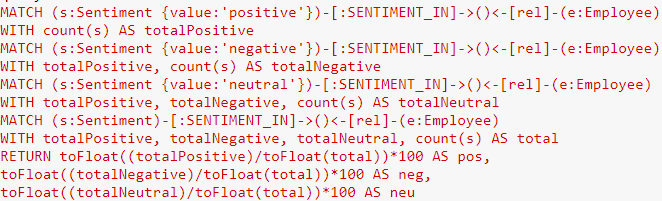 MATCH (s:Sentiment {value:'positive'})-[:SENTIMENT_IN]->()<-[rel]-(e:Employee)
WITH count(s) AS totalPositive
MATCH (s:Sentiment {value:'negative'})-[:SENTIMENT_IN]->()<-[rel]-(e:Employee)
WITH totalPositive, count(s) AS totalNegative
MATCH (s:Sentiment {value:'neutral'})-[:SENTIMENT_IN]->()<-[rel]-(e:Employee)
WITH totalPositive, totalNegative, count(s) AS totalNeutral
MATCH (s:Sentiment)-[:SENTIMENT_IN]->()<-[rel]-(e:Employee)
WITH totalPositive, totalNegative, totalNeutral, count(s) AS total
RETURN toFloat((totalPositive)/toFloat(total))*100 AS pos,
toFloat((totalNegative)/toFloat(total))*100 AS neg,
toFloat((totalNeutral)/toFloat(total))*100 AS neu